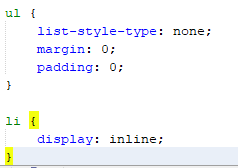 ul {
    list-style-type: none;
    margin: 0;
    padding: 0;
}

li {
    display: inline;
}